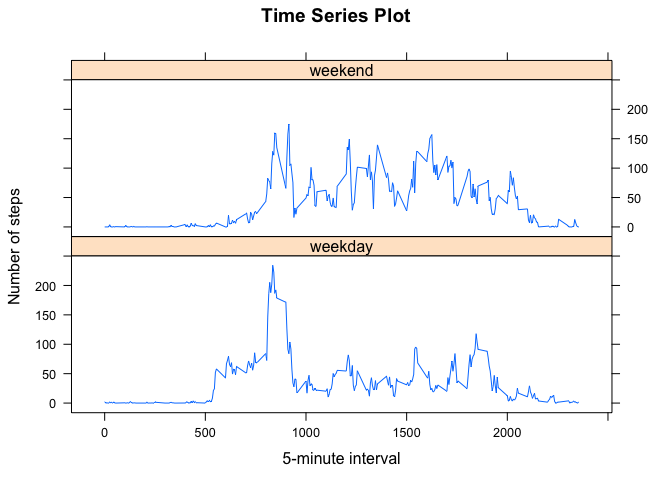 Time Series Plot
weekend
200
150
100
50
0
weekday
200
150
100
50
0
Number of steps
0 500 1000 1500 2000
5-minute interval